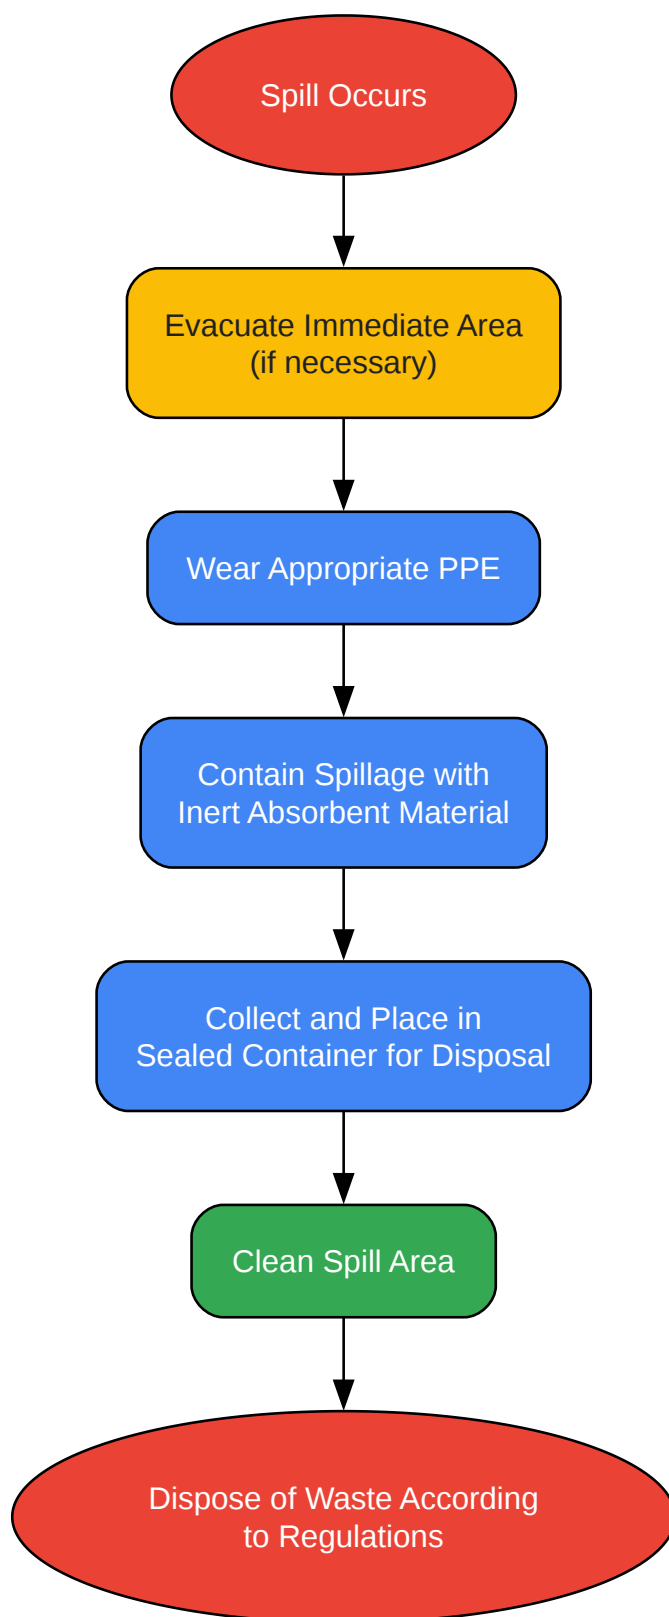 Spill Occurs
Evacuate Immediate Area
(if necessary)
Wear Appropriate PPE
Contain Spillage with
Inert Absorbent Material
Collect and Place in
Sealed Container for Disposal
Clean Spill Area
Dispose of Waste According
to Regulations